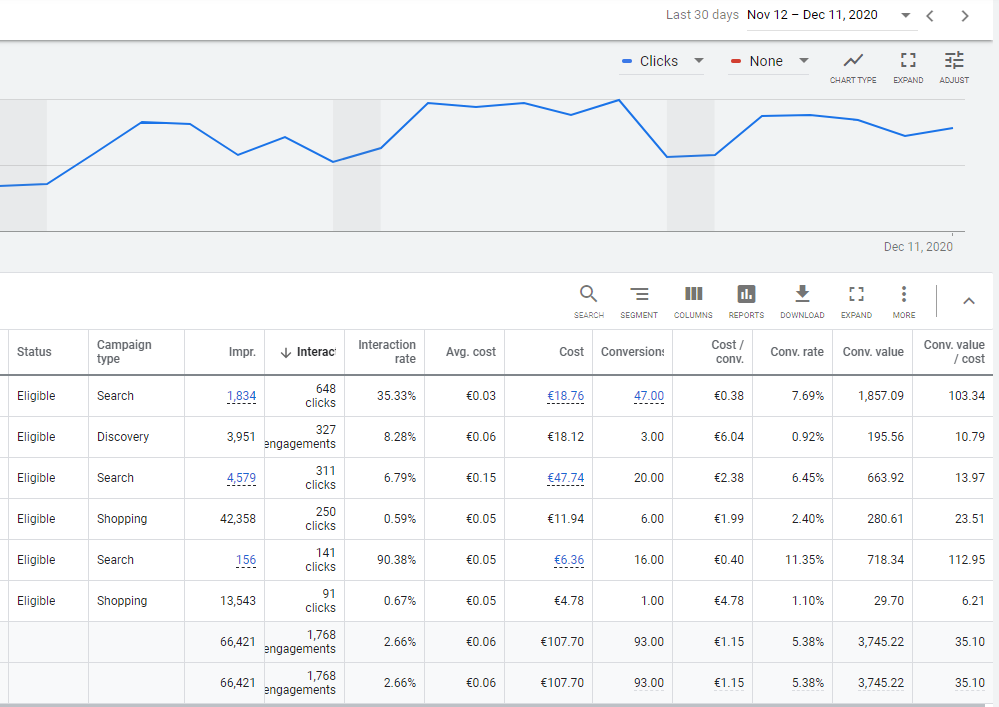 Last 30 days Nov 12 – Dec 11, 2020
Clicks None
CHART TYPE EXPAND ADJUST
Dec 11, 2020
SEARCH SEGMENT COLUMNS REPORTS DOWNLOAD EXPAND MORE
Status Campaign type Impr. Interac Interaction rate Avg. cost Cost Conversions Cost / conv. Conv. rate Conv. value Conv. value / cost
Eligible Search 1,834 648 clicks 35.33% €0.03 €18.76 47.00 €0.38 7.69% 1,857.09 103.34
Eligible Discovery 3,951 327 engagements 8.28% €0.06 €18.12 3.00 €6.04 0.92% 195.56 10.79
Eligible Search 4,579 311 clicks 6.79% €0.15 €47.74 20.00 €2.38 6.45% 663.92 13.97
Eligible Shopping 42,358 250 clicks 0.59% €0.05 €11.94 6.00 €1.99 2.40% 280.61 23.51
Eligible Search 156 141 clicks 90.38% €0.05 €6.36 16.00 €0.40 11.35% 718.34 112.95
Eligible Shopping 13,543 91 clicks 0.67% €0.05 €4.78 1.00 €4.78 1.10% 29.70 6.21
66,421 1,768 engagements 2.66% €0.06 €107.70 93.00 €1.15 5.38% 3,745.22 35.10
66,421 1,768 engagements 2.66% €0.06 €107.70 93.00 €1.15 5.38% 3,745.22 35.10